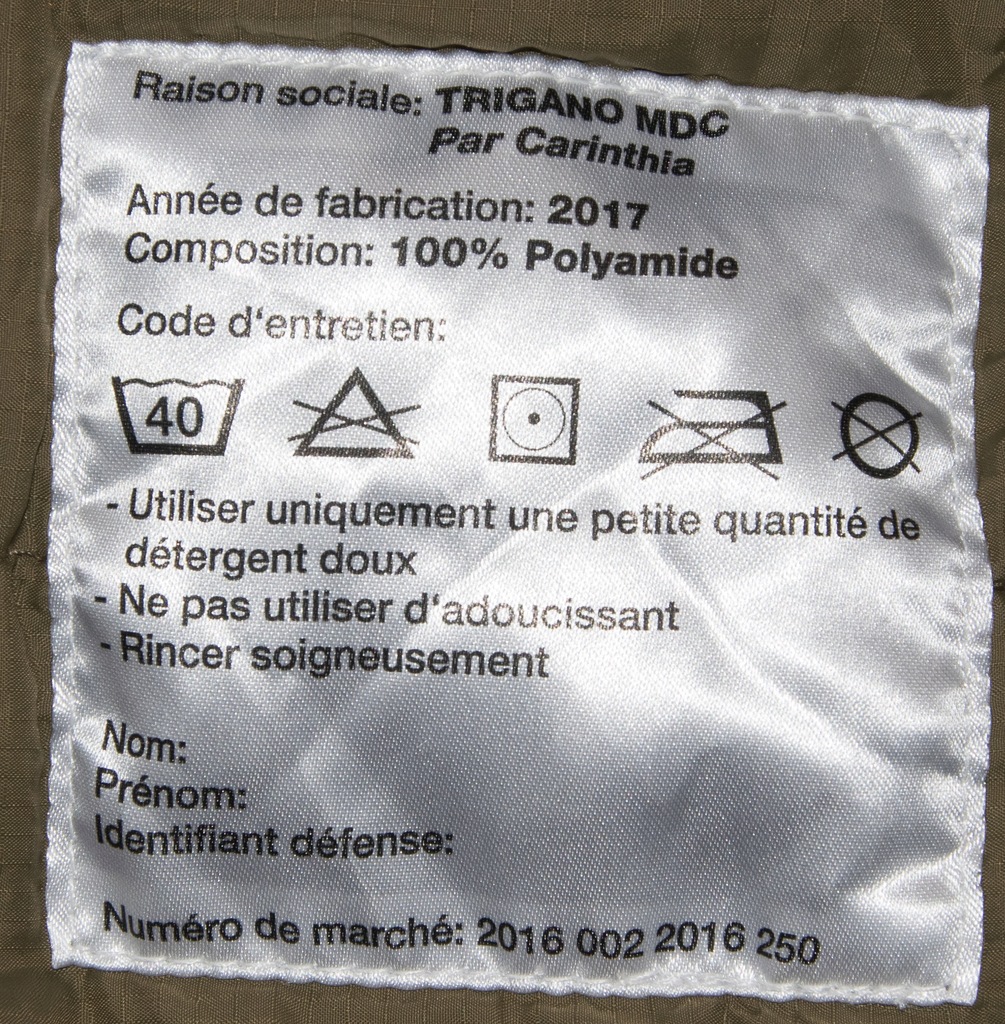 Raison sociale: TRIGANO MDC
Par Carinthia
Année de fabrication: 2017
Composition: 100% Polyamide
Code d‘entretien:
40
- Utiliser uniquement une petite quantité de
détergent doux
- Ne pas utiliser d‘adoucissant
- Rincer soigneusement
Nom:
Prénom:
Identifiant défense:
Numéro de marché: 2016 002 2016 250